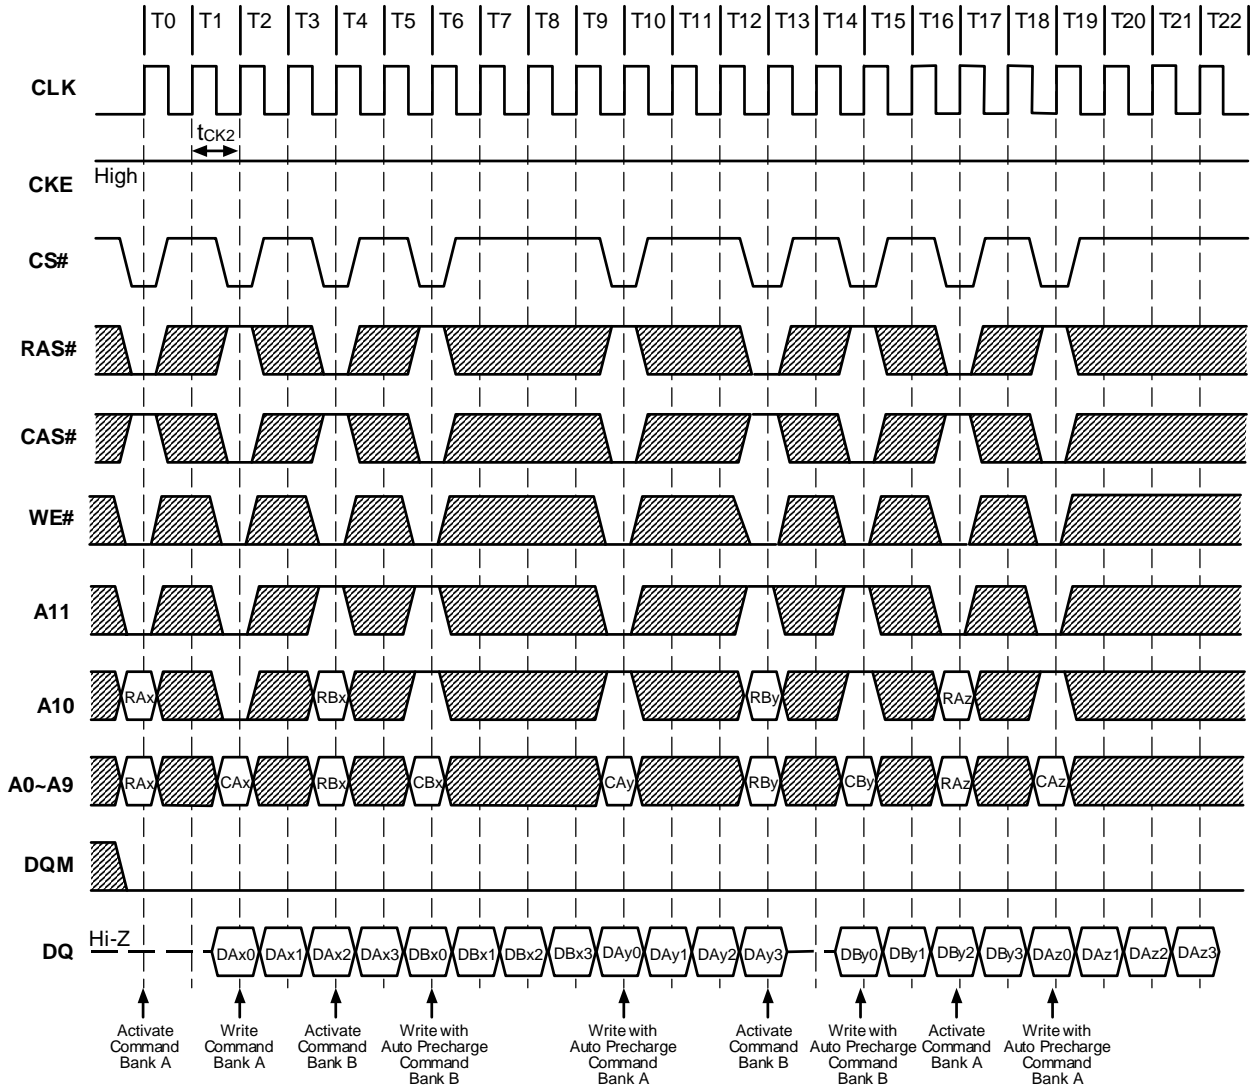 T0 T1 T2 T3 T4 T5 T6 T7 T8 T9 T10 T11 T12 T13 T14 T15 T16 T17 T18 T19 T20 T21 T22
CLK
tCK2
High
CKE
CS#
RAS#
CAS#
WE#
A11
A10
RAx RBx RBy RAz
A0~A9
RAx CAx RBx CBx CAy RBy CBy RAz CAz
DQM
DQ
Hi-Z
DAx0 DAx1 DAx2 DAx3 DBx0 DBx1 DBx2 DBx3 DAy0 DAy1 DAy2 DAy3 DBy0 DBy1 DBy2 DBy3 DAz0 DAz1 DAz2 DAz3
Activate
Command
Bank A
Write
Command
Bank A
Activate
Command
Bank B
Write with
Auto Precharge
Command
Bank B
Write with
Auto Precharge
Command
Bank A
Activate
Command
Bank B
Write with
Auto Precharge
Command
Bank B
Activate
Command
Bank A
Write with
Auto Precharge
Command
Bank A